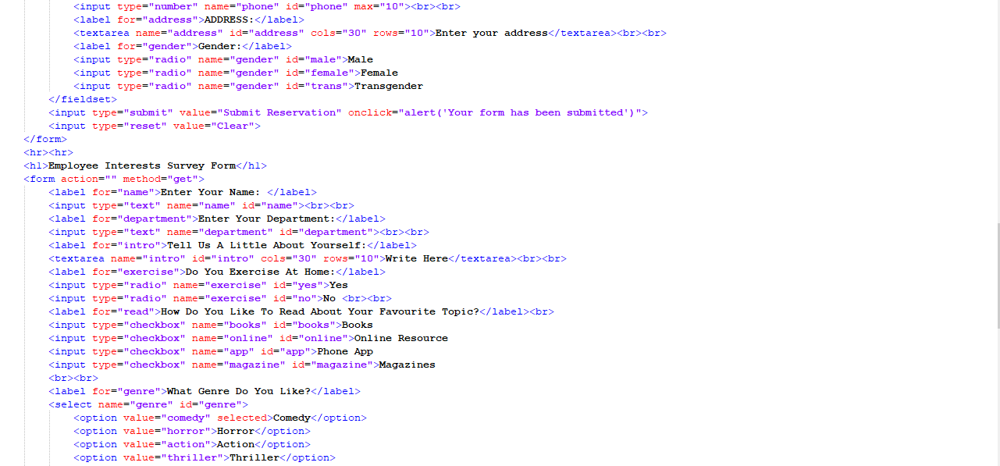 <input type="number" name="phone" id="phone" max="10"><br><br>
<label for="address">ADDRESS:</label>
<textarea name="address" id="address" cols="30" rows="10">Enter your address</textarea><br><br>
<label for="gender">Gender:</label>
<input type="radio" name="gender" id="male">Male
<input type="radio" name="gender" id="female">Female
<input type="radio" name="gender" id="trans">Transgender
</fieldset>
<input type="submit" value="Submit Reservation" onclick="alert('Your form has been submitted')">
<input type="reset" value="Clear">
</form>
<hr><hr>
<h1>Employee Interests Survey Form</h1>
<form action="" method="get">
<label for="name">Enter Your Name: </label>
<input type="text" name="name" id="name"><br><br>
<label for="department">Enter Your Department:</label>
<input type="text" name="department" id="department"><br><br>
<label for="intro">Tell Us A Little About Yourself:</label>
<textarea name="intro" id="intro" cols="30" rows="10">Write Here</textarea><br><br>
<label for="exercise">Do You Exercise At Home:</label>
<input type="radio" name="exercise" id="yes">Yes
<input type="radio" name="exercise" id="no">No <br><br>
<label for="read">How Do You Like To Read About Your Favourite Topic?</label><br>
<input type="checkbox" name="books" id="books">Books
<input type="checkbox" name="online" id="online">Online Resource
<input type="checkbox" name="app" id="app">Phone App
<input type="checkbox" name="magazine" id="magazine">Magazines
<br><br>
<label for="genre">What Genre Do You Like?</label>
<select name="genre" id="genre">
<option value="comedy" selected>Comedy</option>
<option value="horror">Horror</option>
<option value="action">Action</option>
<option value="thriller">Thriller</option>